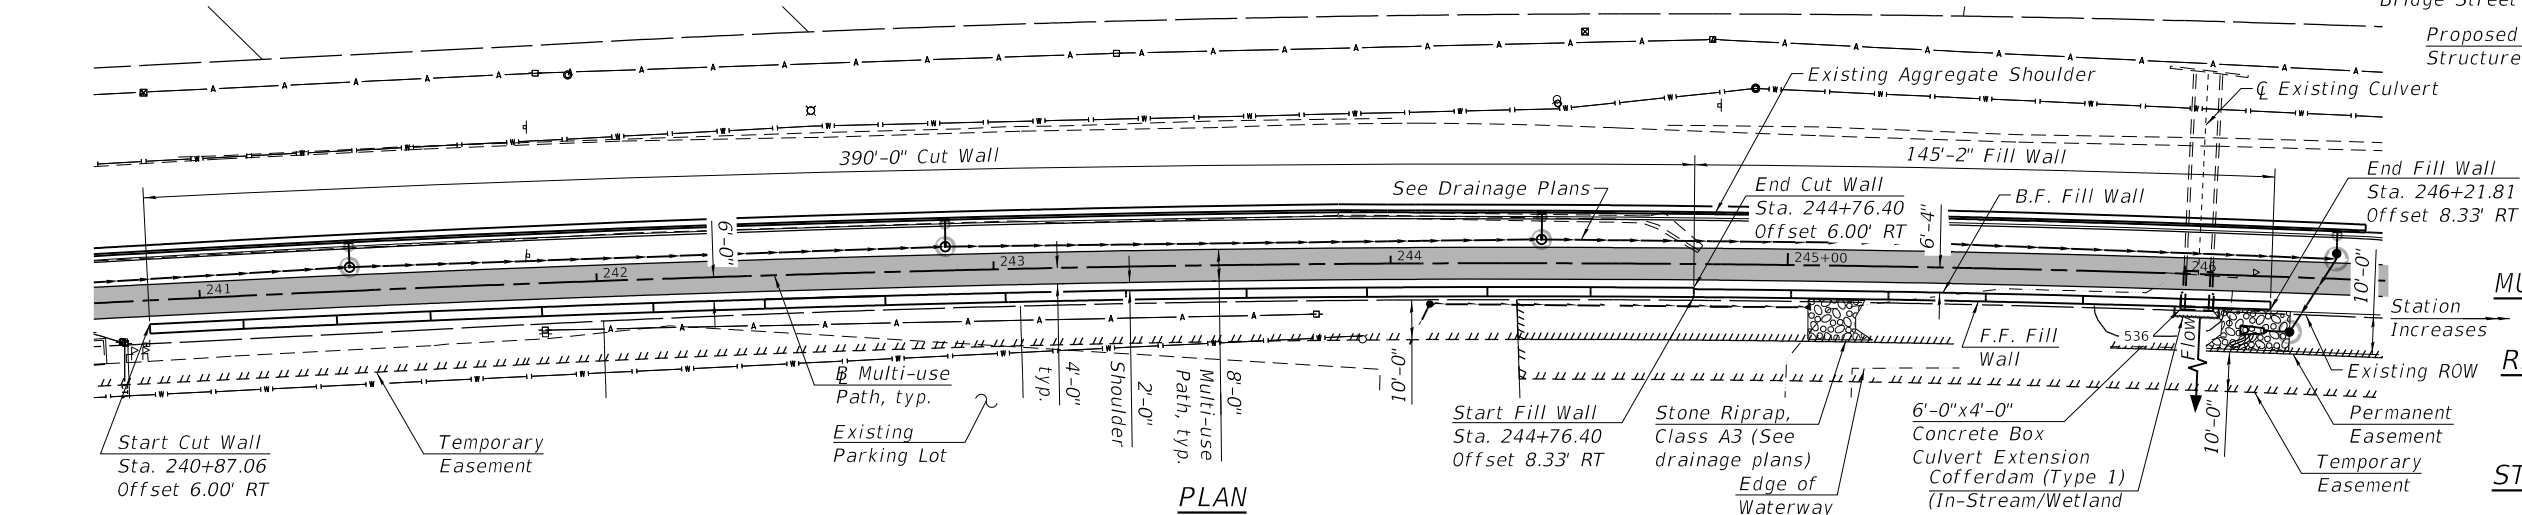 Bridge Street
Proposed
Structure
Existing Aggregate Shoulder
℄ Existing Culvert
390'-0" Cut Wall
145'-2" Fill Wall
See Drainage Plans
End Cut Wall
Sta. 244+76.40
Offset 6.00' RT
B.F. Fill Wall
End Fill Wall
Sta. 246+21.81
Offset 8.33' RT
6'-0"
6'-4"
241
242
243
244
245+00
246
10'-0"
Station
Increases
F.F. Fill
Wall
536
Flow
Existing ROW
B Multi-use
Path, typ.
4'-0"
typ.
2'-0"
Shoulder
8'-0"
Multi-use
Path, typ.
10'-0"
Start Cut Wall
Sta. 240+87.06
Offset 6.00' RT
Temporary
Easement
Existing
Parking Lot
Start Fill Wall
Sta. 244+76.40
Offset 8.33' RT
Stone Riprap,
Class A3 (See
drainage plans)
Edge of
Waterway
6'-0"x4'-0"
Concrete Box
Culvert Extension
Cofferdam (Type 1)
(In-Stream/Wetland
10'-0"
Permanent
Easement
Temporary
Easement
PLAN